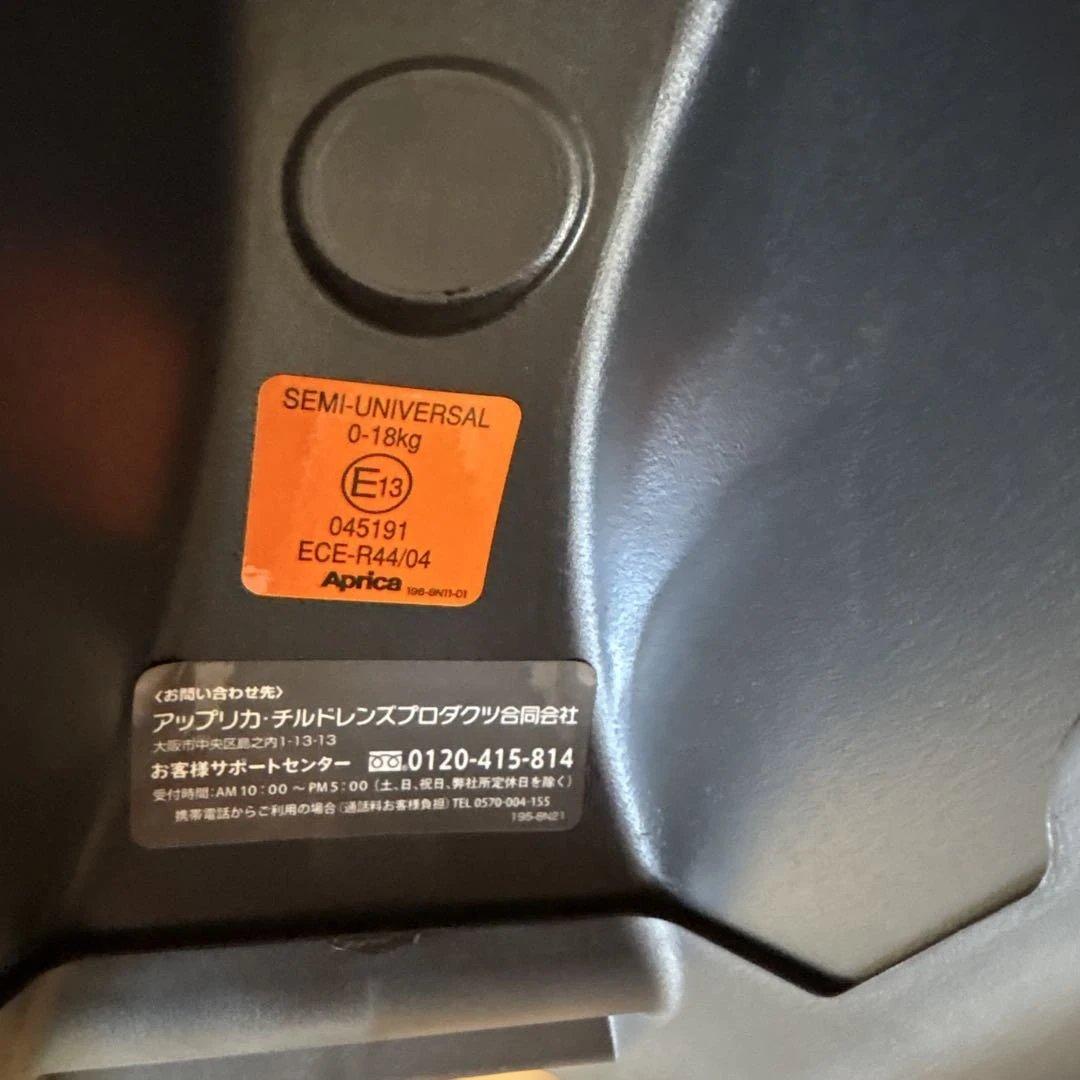 SEMI-UNIVERSAL
0-18kg
E13
045191
ECE-R44/04
Aprica 196-8N11-01
〈お問い合わせ先〉
アップリカ・チルドレンズプロダクツ合同会社
大阪市中央区島之内1-13-13
お客様サポートセンター 0120-415-814
受付時間:AM10:00〜PM5:00(土、日、祝日、弊社所定休日を除く)
携帯電話からご利用の場合(通話料お客様負担)TEL 0570-004-155
195-8N21